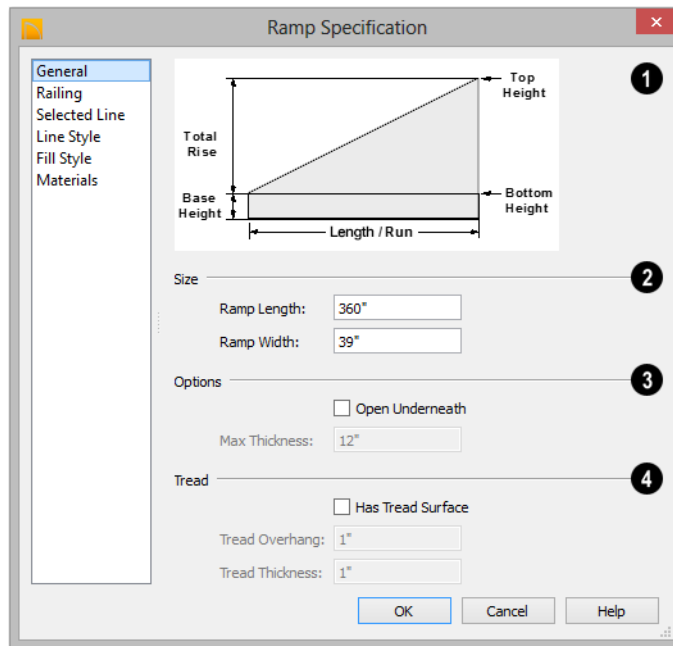 Ramp Specification
General
Railing
Selected Line
Line Style
Fill Style
Materials
Top
Height
Total
Rise
Base
Height
Bottom
Height
Length / Run
1
Size
2
Ramp Length: 360"
Ramp Width: 39"
Options
3
Open Underneath
Max Thickness: 12"
Tread
4
Has Tread Surface
Tread Overhang: 1"
Tread Thickness: 1"
OK Cancel Help